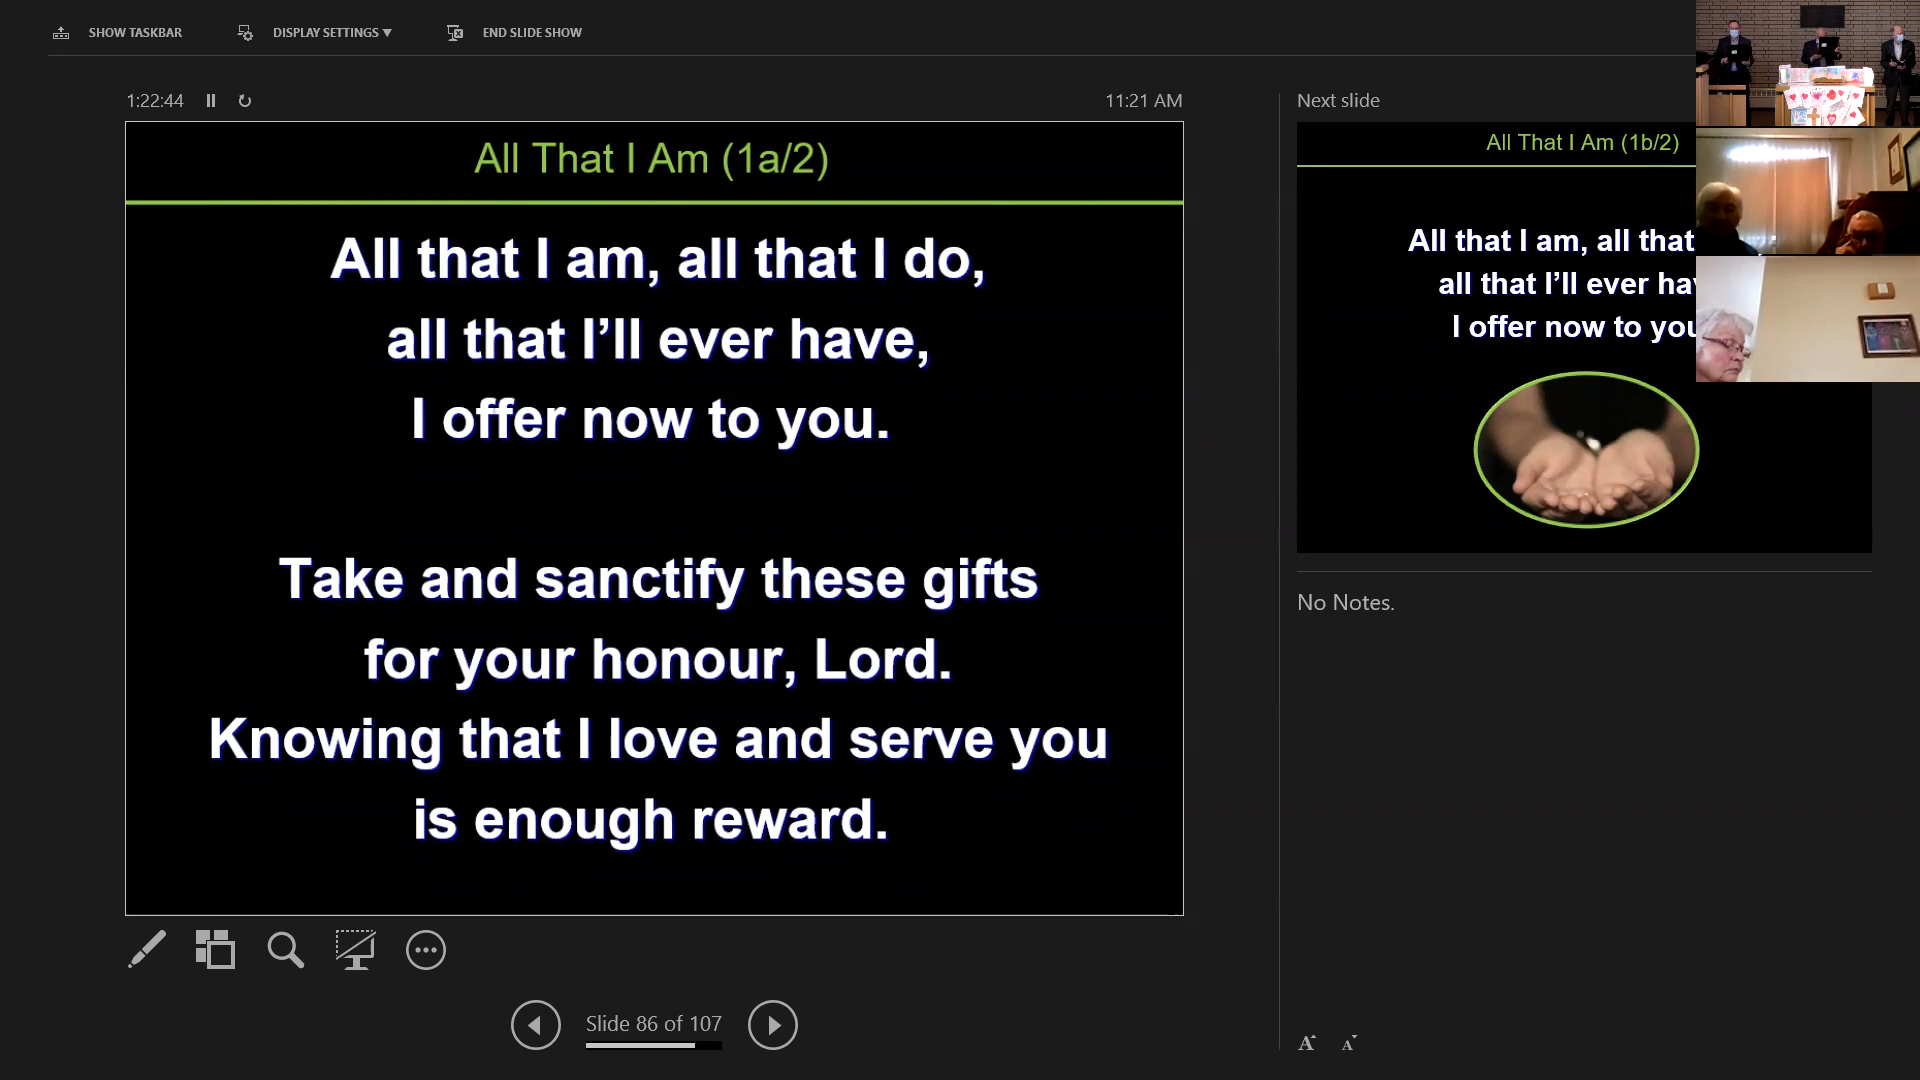 SHOW TASKBAR
DISPLAY SETTINGS ▼
END SLIDE SHOW
1:22:44
11:21 AM
All That I Am (1a/2)
All that I am, all that I do,
all that I’ll ever have,
I offer now to you.
Take and sanctify these gifts
for your honour, Lord.
Knowing that I love and serve you
is enough reward.
Slide 86 of 107
Next slide
All That I Am (1b/2)
All that I am, all that
all that I’ll ever
I offer now to
No Notes.
A A